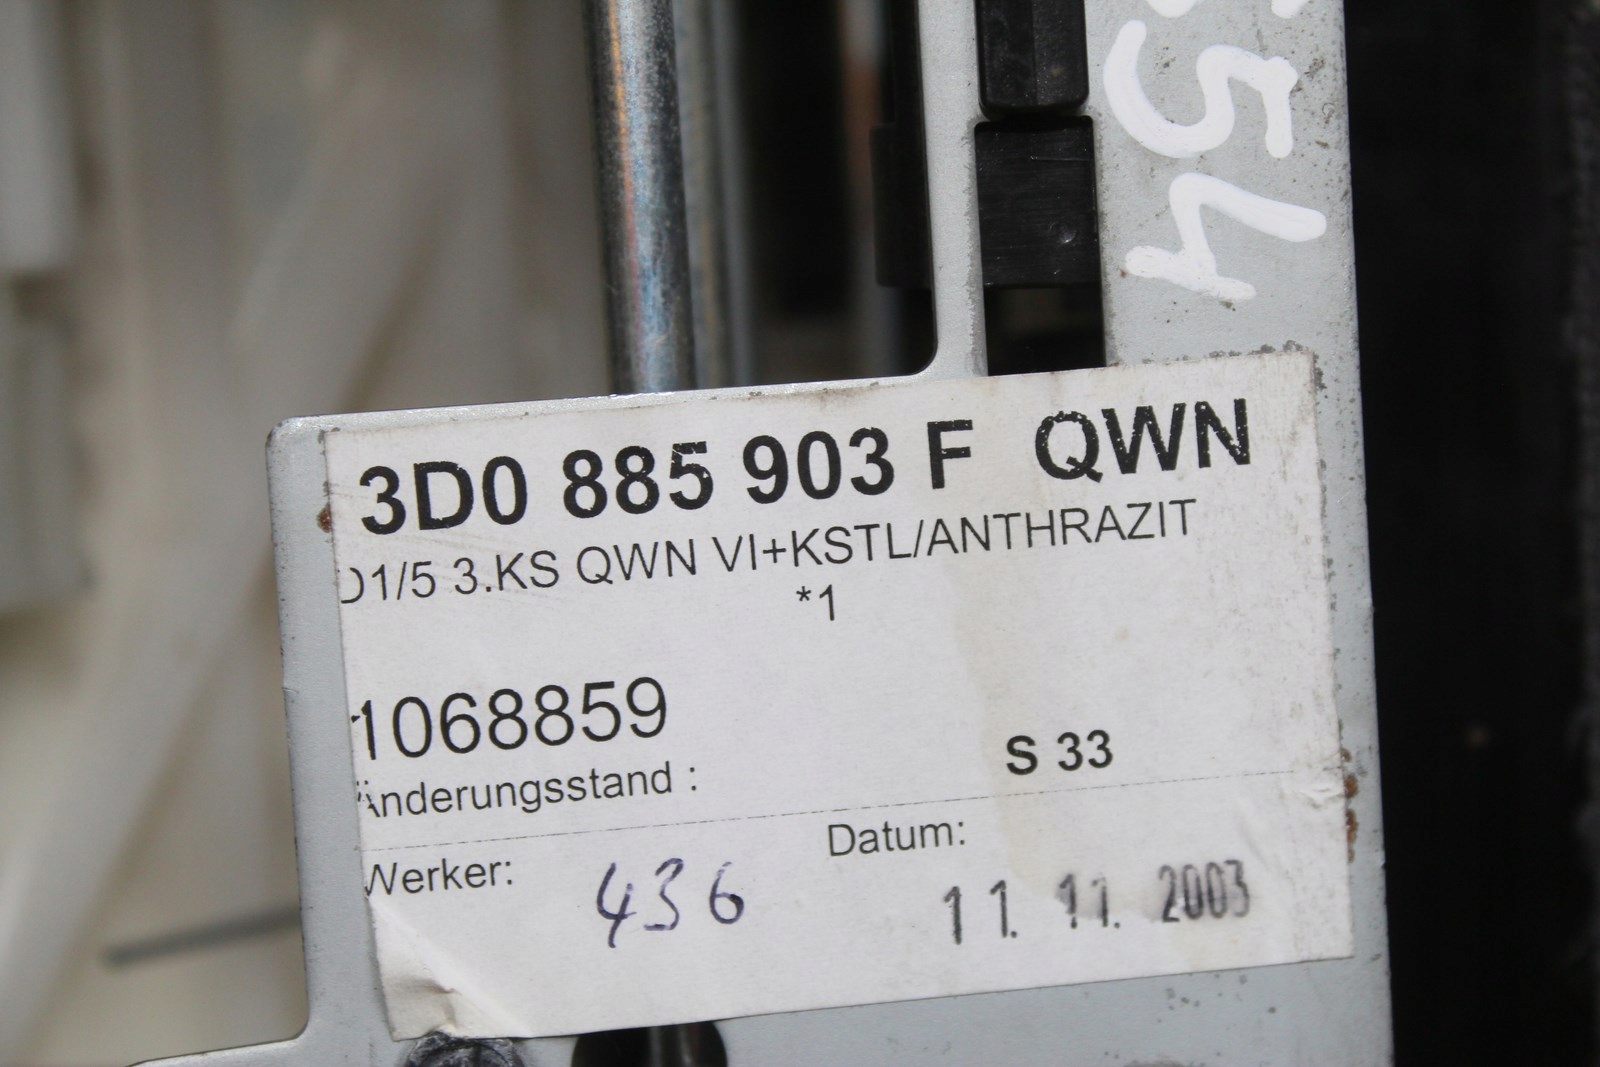 54
3D0 885 903 F QWN
D1/5 3.KS QWN VI+KSTL/ANTHRAZIT
*1
1068859
Änderungsstand :
S 33
Werker: 436
Datum: 11. 11. 2003